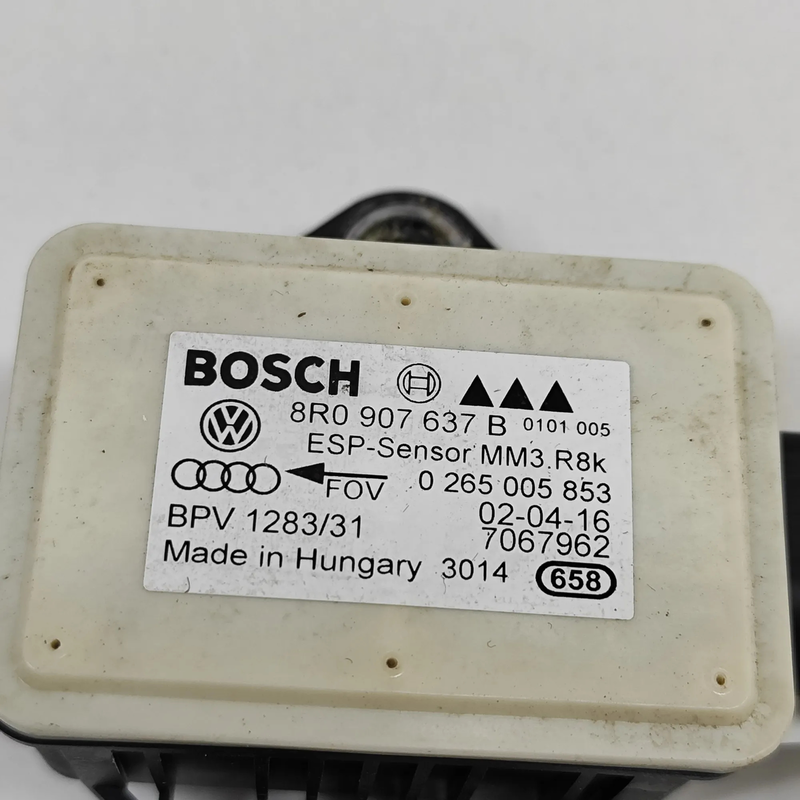 BOSCH
8R0 907 637 B 0101 005
ESP-Sensor MM3.R8k
FOV 0 265 005 853
BPV 1283/31 02-04-16
7067962
Made in Hungary 3014 658